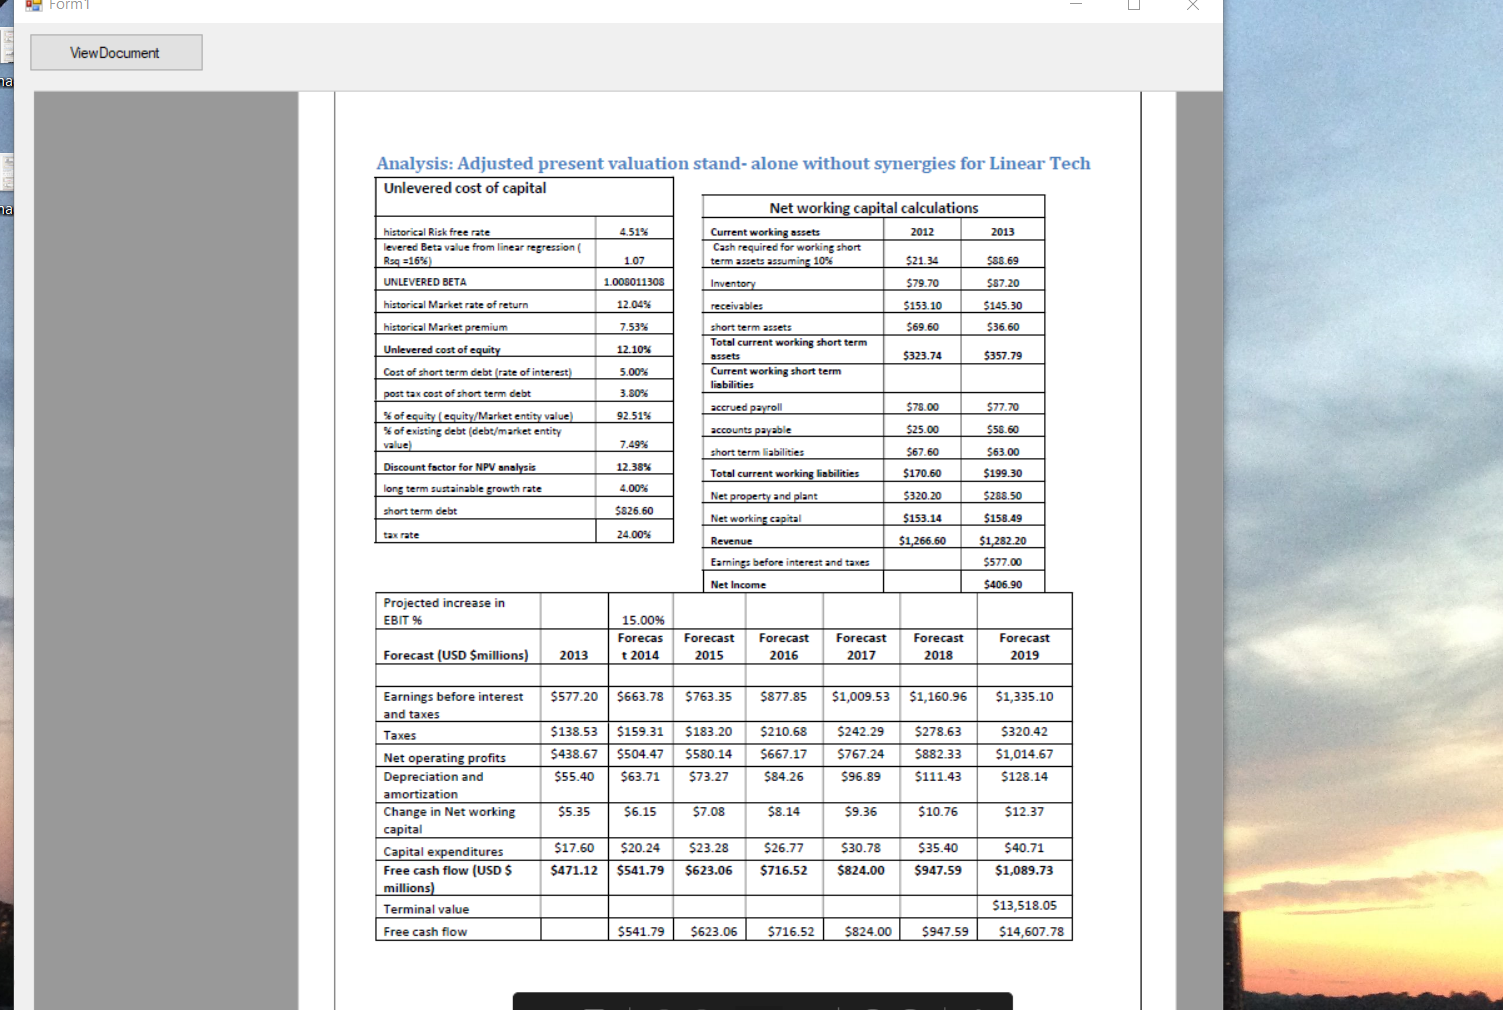 Form1
ViewDocument
Analysis: Adjusted present valuation stand- alone without synergies for Linear Tech
Unlevered cost of capital
historical Risk free rate 4.51%
levered Beta value from linear regression (
Rsq =16%) 1.07
UNLEVERED BETA 1.008011308
historical Market rate of return 12.04%
historical Market premium 7.53%
Unlevered cost of equity 12.10%
Cost of short term debt (rate of interest) 5.00%
post tax cost of short term debt 3.80%
% of equity ( equity/Market entity value) 92.51%
% of existing debt (debt/market entity
value) 7.49%
Discount factor for NPV analysis 12.38%
long term sustainable growth rate 4.00%
short term debt $826.60
tax rate 24.00%
Net working capital calculations
Current working assets 2012 2013
Cash required for working short
term assets assuming 10% $21.34 $88.69
Inventory $79.70 $87.20
receivables $153.10 $145.30
short term assets $69.60 $36.60
Total current working short term
assets $323.74 $357.79
Current working short term
liabilities
accrued payroll $78.00 $77.70
accounts payable $25.00 $58.60
short term liabilities $67.60 $63.00
Total current working liabilities $170.60 $199.30
Net property and plant $320.20 $288.50
Net working capital $153.14 $158.49
Revenue $1,266.60 $1,282.20
Earnings before interest and taxes $577.00
Net Income $406.90
Projected increase in
EBIT % 15.00%
Forecas Forecast Forecast Forecast Forecast Forecast
Forecast (USD $millions) 2013 t 2014 2015 2016 2017 2018 2019
Earnings before interest $577.20 $663.78 $763.35 $877.85 $1,009.53 $1,160.96 $1,335.10
and taxes
Taxes $138.53 $159.31 $183.20 $210.68 $242.29 $278.63 $320.42
Net operating profits $438.67 $504.47 $580.14 $667.17 $767.24 $882.33 $1,014.67
Depreciation and $55.40 $63.71 $73.27 $84.26 $96.89 $111.43 $128.14
amortization
Change in Net working $5.35 $6.15 $7.08 $8.14 $9.36 $10.76 $12.37
capital
Capital expenditures $17.60 $20.24 $23.28 $26.77 $30.78 $35.40 $40.71
Free cash flow (USD $ $471.12 $541.79 $623.06 $716.52 $824.00 $947.59 $1,089.73
millions)
Terminal value $13,518.05
Free cash flow $541.79 $623.06 $716.52 $824.00 $947.59 $14,607.78